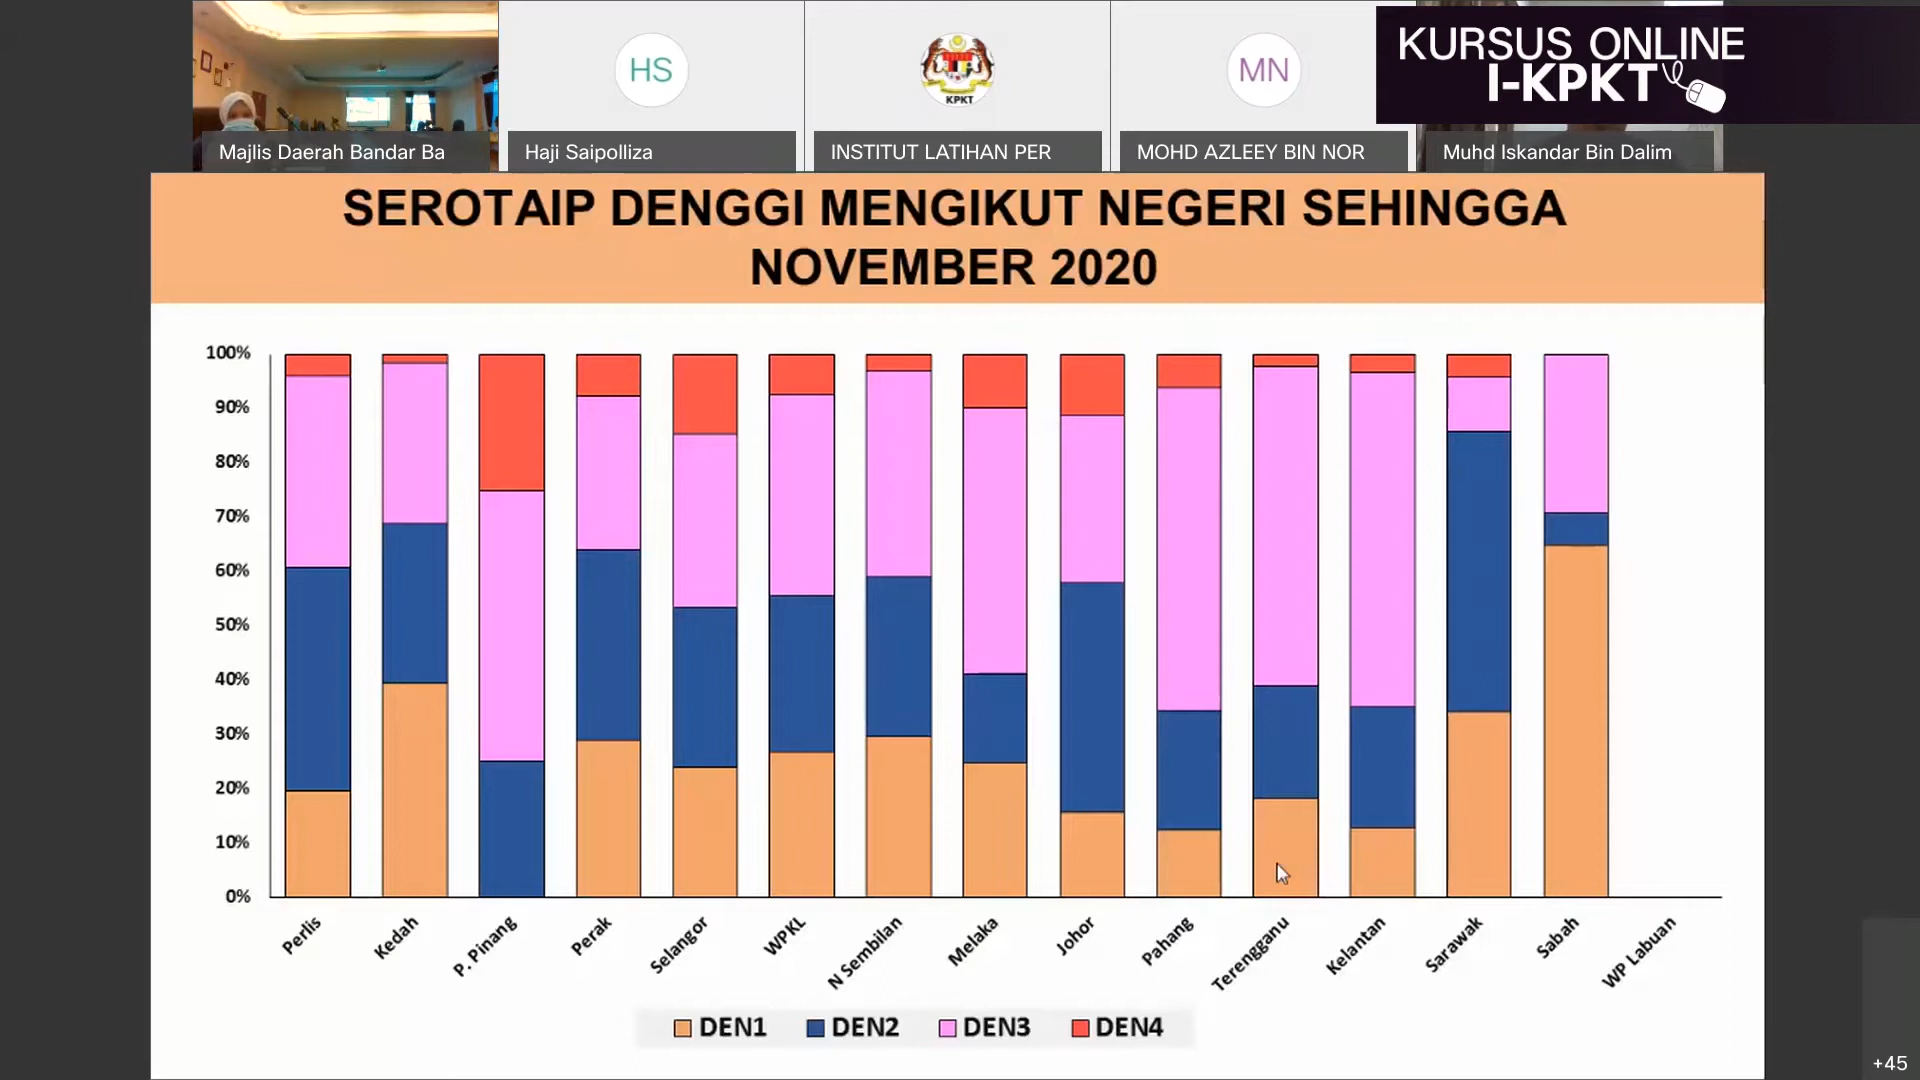 KURSUS ONLINE
I-KPKT
HS
KPKT
MN
Majlis Daerah Bandar Ba
Haji Saipolliza
INSTITUT LATIHAN PER
MOHD AZLEEY BIN NOR
Muhd Iskandar Bin Dalim
SEROTAIP DENGGI MENGIKUT NEGERI SEHINGGA
NOVEMBER 2020
100%
90%
80%
70%
60%
50%
40%
30%
20%
10%
0%
Perlis
Kedah
P. Pinang
Perak
Selangor
WPKL
N Sembilan
Melaka
Johor
Pahang
Terengganu
Kelantan
Sarawak
Sabah
WP Labuan
DEN1
DEN2
DEN3
DEN4
+45